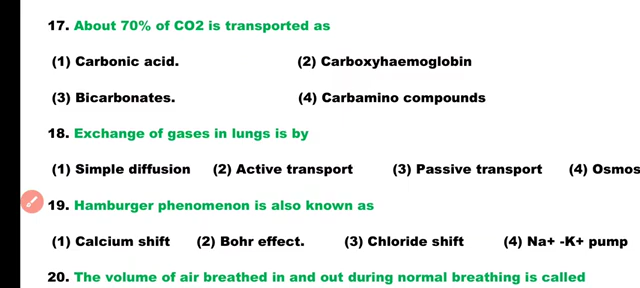 17. About 70% of CO2 is transported as
(1) Carbonic acid. (2) Carboxyhaemoglobin
(3) Bicarbonates. (4) Carbamino compounds
18. Exchange of gases in lungs is by
(1) Simple diffusion (2) Active transport (3) Passive transport (4) Osmos
19. Hamburger phenomenon is also known as
(1) Calcium shift (2) Bohr effect. (3) Chloride shift (4) Na+ -K+ pump
20. The volume of air breathed in and out during normal breathing is called